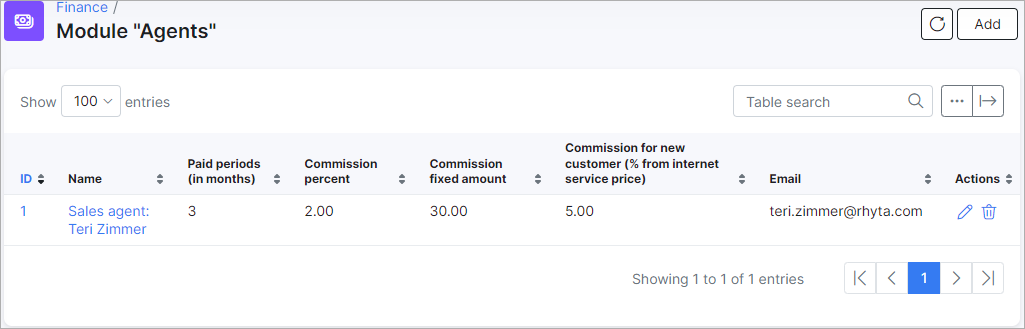 Finance /
Module "Agents"
Add
Show 100 entries
Table search
ID Name Paid periods (in months) Commission percent Commission fixed amount Commission for new customer (% from internet service price) Email Actions
1 Sales agent: Teri Zimmer 3 2.00 30.00 5.00 teri.zimmer@rhyta.com
Showing 1 to 1 of 1 entries
1